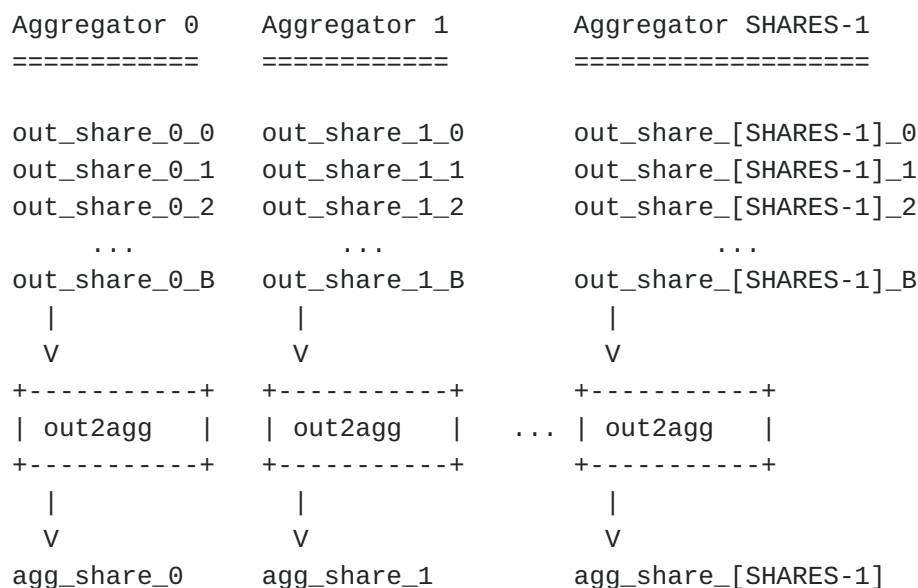 Aggregator 0    Aggregator 1        Aggregator SHARES-1
============    ============        ===================
out_share_0_0   out_share_1_0       out_share_[SHARES-1]_0
out_share_0_1   out_share_1_1       out_share_[SHARES-1]_1
out_share_0_2   out_share_1_2       out_share_[SHARES-1]_2
     ...             ...                     ...
out_share_0_B   out_share_1_B       out_share_[SHARES-1]_B
  |               |                   |
  V               V                   V
+-----------+   +-----------+       +-----------+
| out2agg   |   | out2agg   |   ... | out2agg   |
+-----------+   +-----------+       +-----------+
  |               |                   |
  V               V                   V
agg_share_0     agg_share_1         agg_share_[SHARES-1]